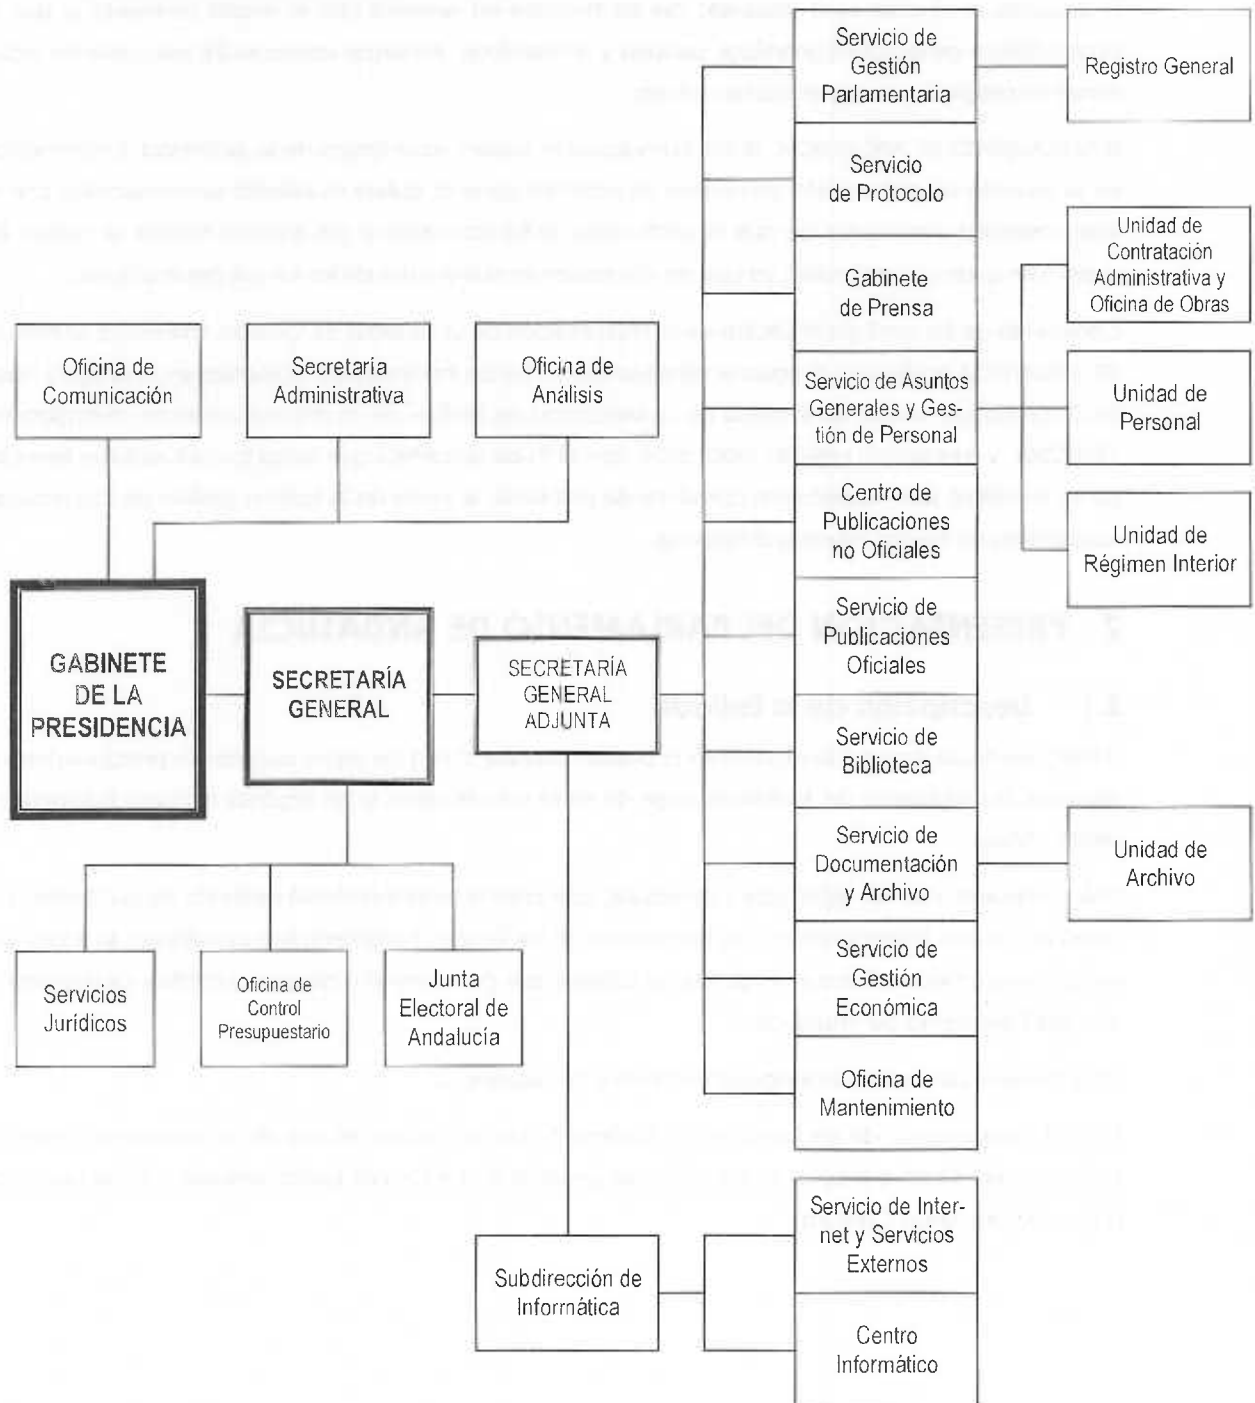 Servicio de
Gestión
Parlamentaria
Registro General
Servicio
de Protocolo
Unidad de
Contratación
Administrativa y
Oficina de Obras
Gabinete
de Prensa
Oficina de
Comunicación
Secretaría
Administrativa
Oficina de
Análisis
Servicio de Asuntos
Generales y Ges-
tión de Personal
Unidad de
Personal
Centro de
Publicaciones
no Oficiales
Unidad de
Régimen Interior
Servicio de
Publicaciones
Oficiales
GABINETE
DE LA
PRESIDENCIA
SECRETARÍA
GENERAL
SECRETARÍA
GENERAL
ADJUNTA
Servicio de
Biblioteca
Servicio de
Documentación
y Archivo
Unidad de
Archivo
Servicio de
Gestión
Económica
Servicios
Jurídicos
Oficina de
Control
Presupuestario
Junta
Electoral de
Andalucía
Oficina de
Mantenimiento
Servicio de Inter-
net y Servicios
Externos
Subdirección de
Informática
Centro
Informático